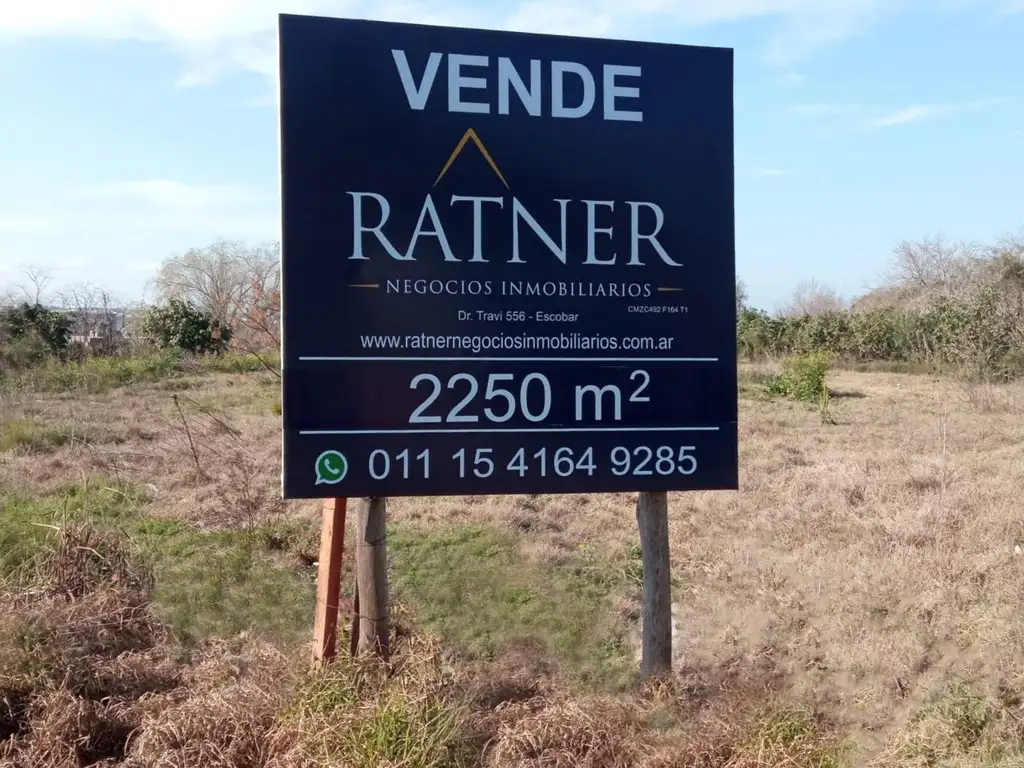 VENDE
RATNER
NEGOCIOS INMOBILIARIOS
Dr. Travi 556 - Escobar
CMZC492 F164 T1
www.ratnernegociosinmobiliarios.com.ar
2250 m²
011 15 4164 9285